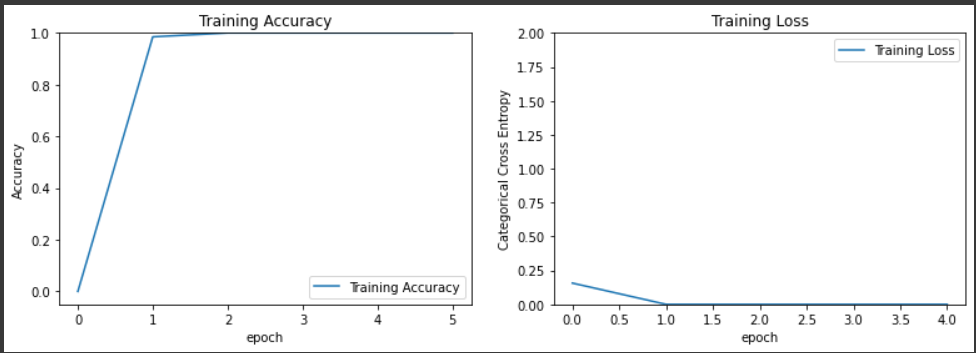 Training Accuracy
1.0
0.8
0.6
0.4
0.2
0.0
Accuracy
Training Accuracy
0 1 2 3 4 5
epoch
Training Loss
2.00
1.75
1.50
1.25
1.00
0.75
0.50
0.25
0.00
Categorical Cross Entropy
Training Loss
0.0 0.5 1.0 1.5 2.0 2.5 3.0 3.5 4.0
epoch